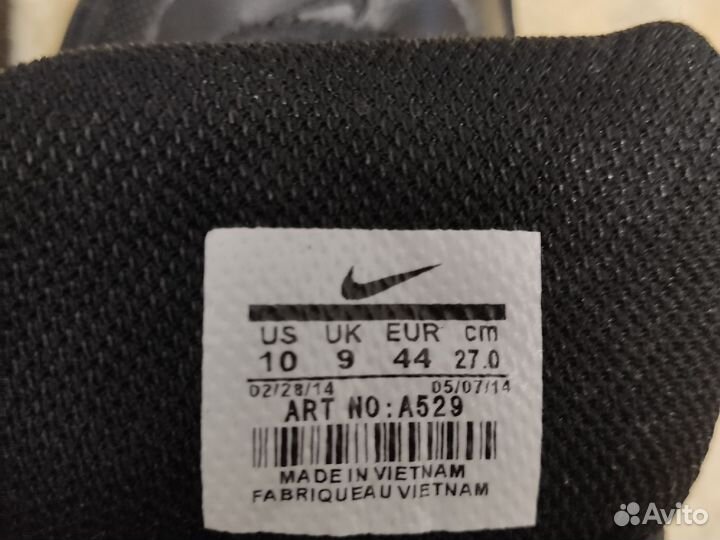 US UK EUR cm
10 9 44 27.0
02/28/14 05/07/14
ART NO:A529
MADE IN VIETNAM
FABRIQUEAU VIETNAM
Avito